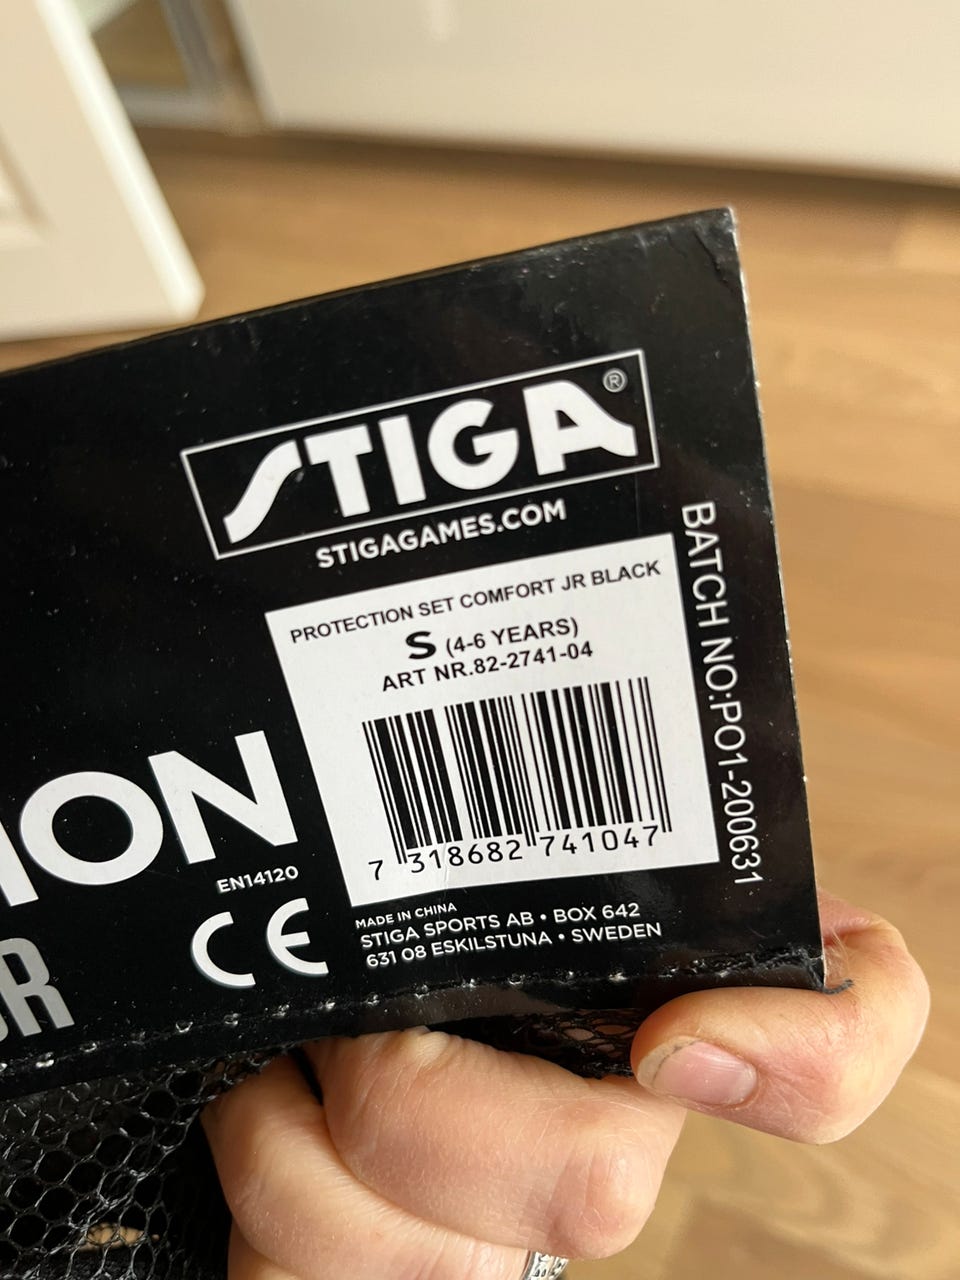 STIGA®
STIGAGAMES.COM
PROTECTION SET COMFORT JR BLACK
S (4-6 YEARS)
ART NR.82-2741-04
7 318682 741047
BATCH NO:PO1-200631
ION
EN14120
CE
JR
MADE IN CHINA
STIGA SPORTS AB • BOX 642
631 08 ESKILSTUNA • SWEDEN